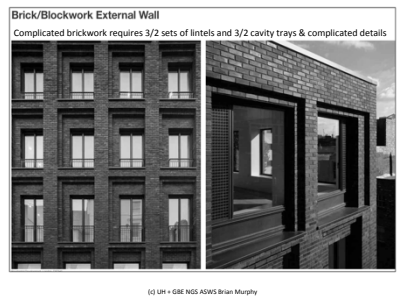 Brick/Blockwork External Wall
Complicated brickwork requires 3/2 sets of lintels and 3/2 cavity trays & complicated details
(c) UH + GBE NGS ASWS Brian Murphy